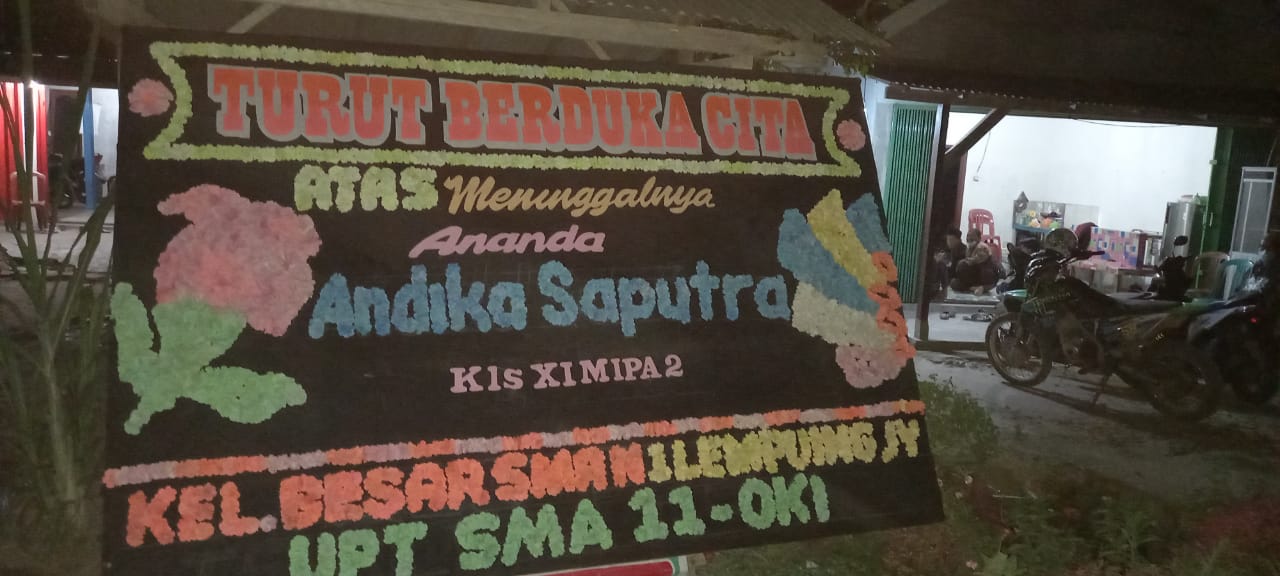 TURUT BERDUKA CITA
ATAS Meninggalnya
Ananda
Andika Saputra
Kls XI MIPA 2
KEL. BESAR SMA N 1 LEMPUING JY
UPT SMA 11-OKI